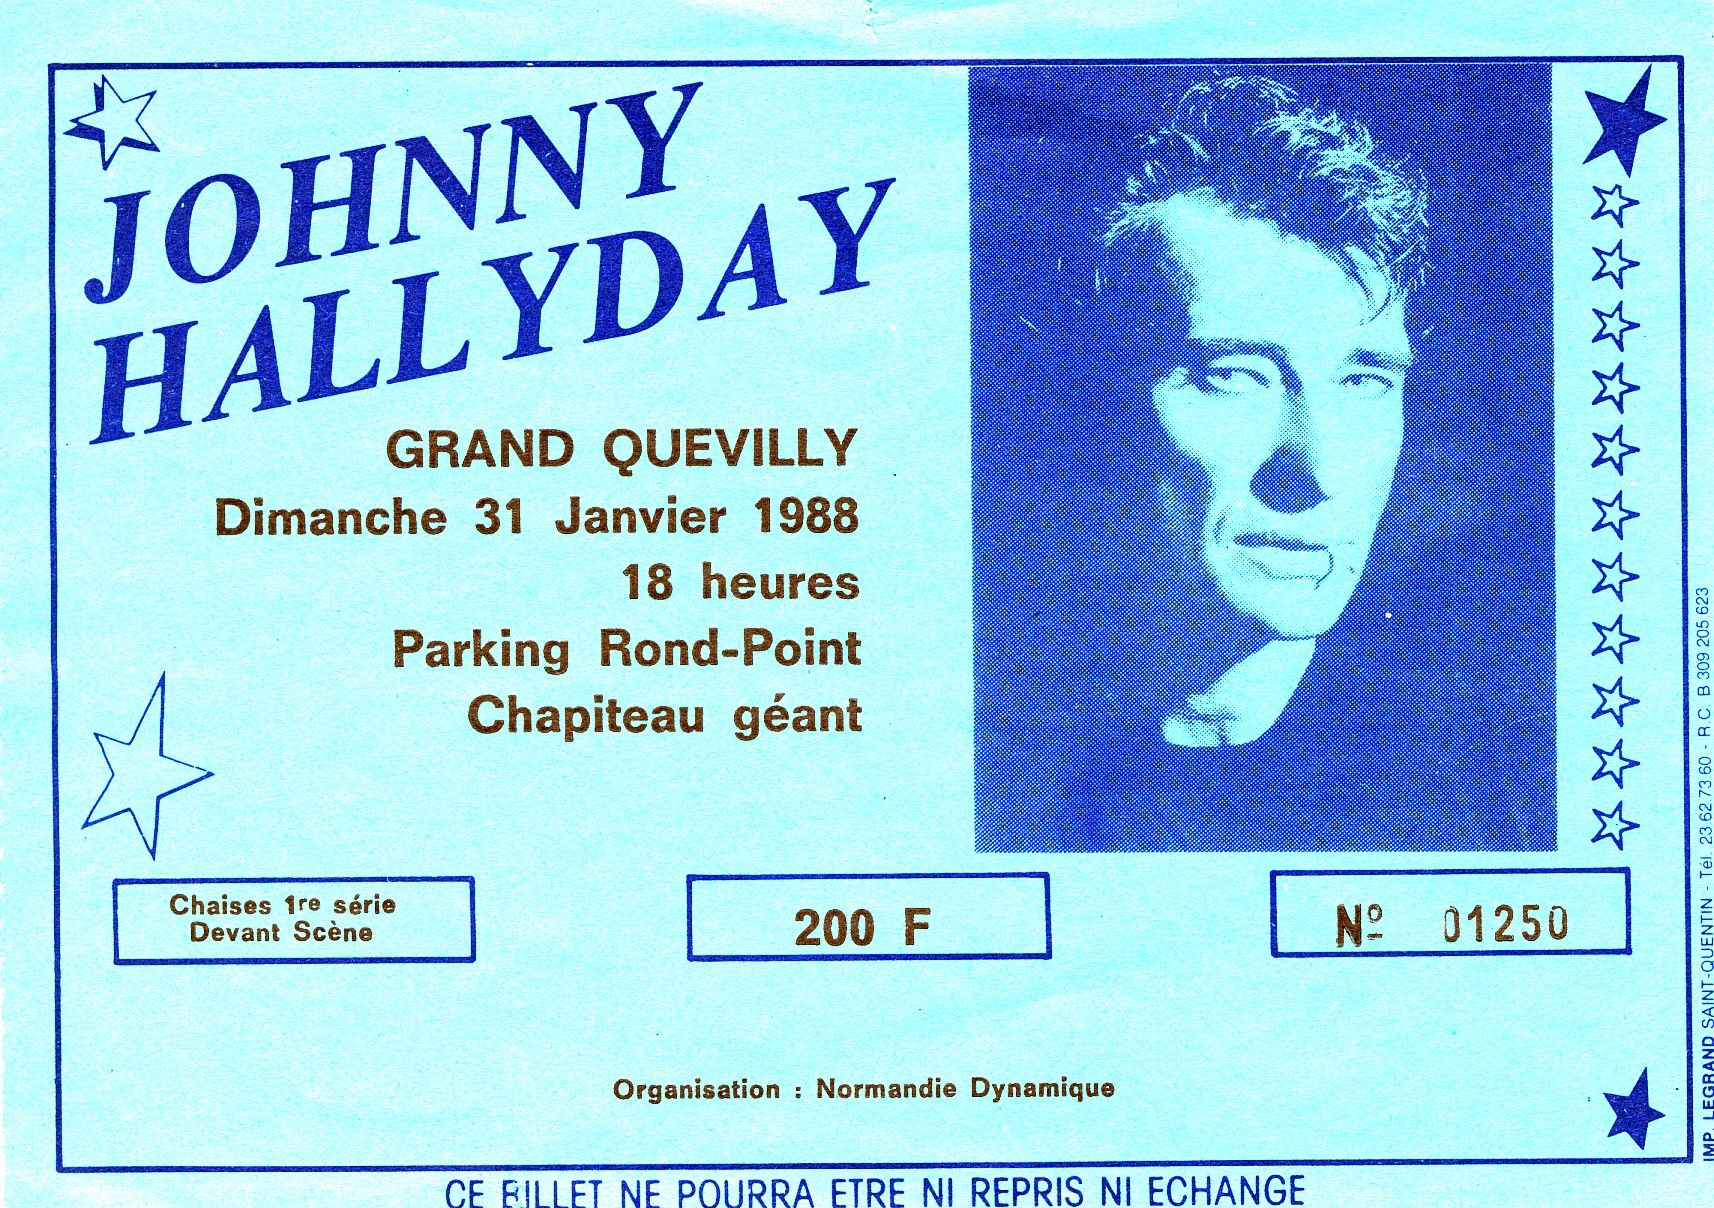 JOHNNY
HALLYDAY
GRAND QUEVILLY
Dimanche 31 Janvier 1988
18 heures
Parking Rond-Point
Chapiteau géant
Chaises 1re série
Devant Scène
200 F
Nº 01250
Organisation : Normandie Dynamique
CE BILLET NE POURRA ETRE NI REPRIS NI ECHANGE
IMP. LEGRAND SAINT-QUENTIN - Tél. 23 62 73 60 - R.C. B 309 205 623